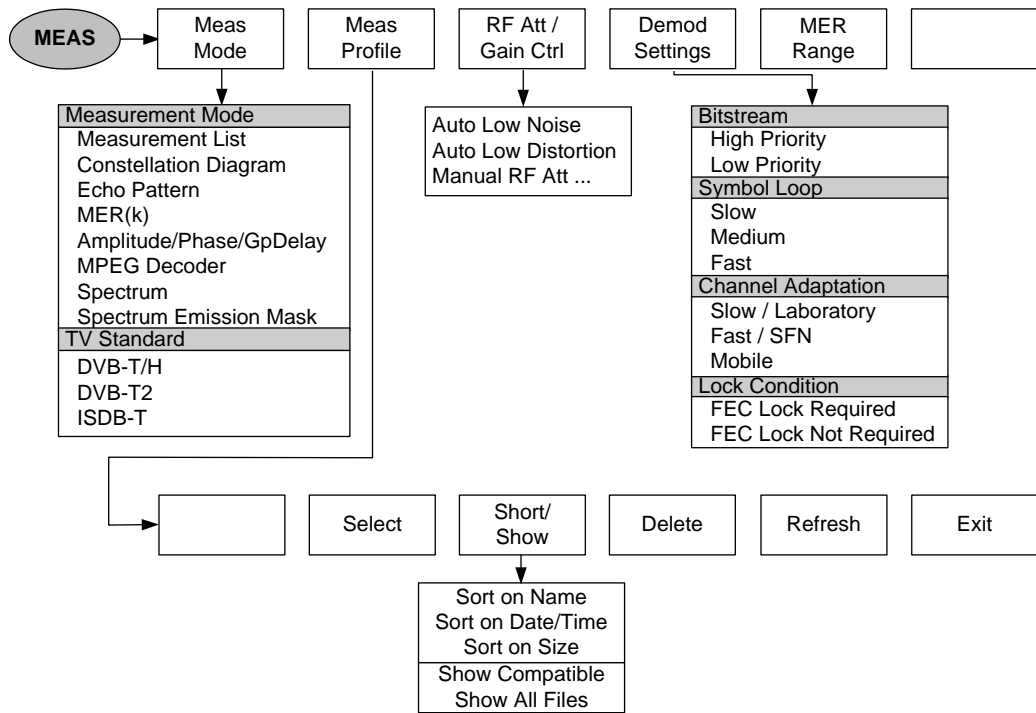 MEAS
Meas
Mode
Meas
Profile
RF Att /
Gain Ctrl
Demod
Settings
MER
Range
Measurement Mode
Measurement List
Constellation Diagram
Echo Pattern
MER(k)
Amplitude/Phase/GpDelay
MPEG Decoder
Spectrum
Spectrum Emission Mask
TV Standard
DVB-T/H
DVB-T2
ISDB-T
Auto Low Noise
Auto Low Distortion
Manual RF Att ...
Bitstream
High Priority
Low Priority
Symbol Loop
Slow
Medium
Fast
Channel Adaptation
Slow / Laboratory
Fast / SFN
Mobile
Lock Condition
FEC Lock Required
FEC Lock Not Required
Select
Short/
Show
Delete
Refresh
Exit
Sort on Name
Sort on Date/Time
Sort on Size
Show Compatible
Show All Files